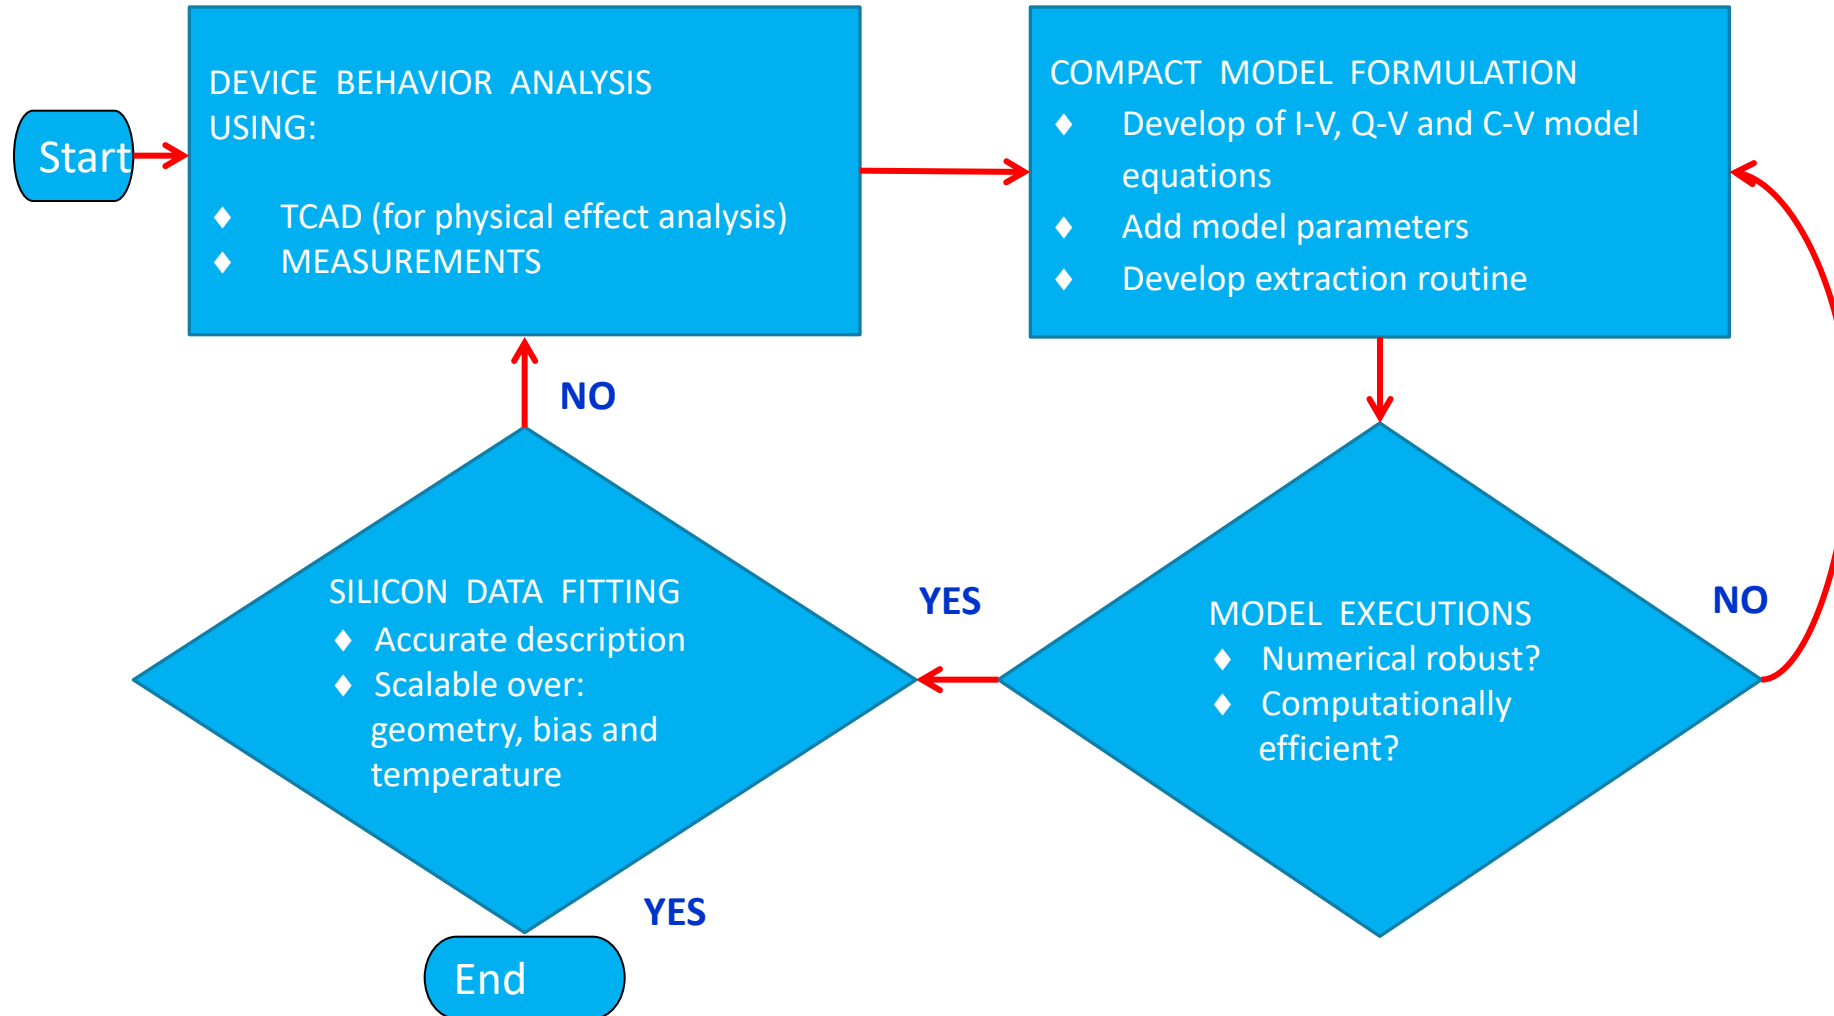 Start
DEVICE BEHAVIOR ANALYSIS
USING:
♦ TCAD (for physical effect analysis)
♦ MEASUREMENTS
COMPACT MODEL FORMULATION
♦ Develop of I-V, Q-V and C-V model
equations
♦ Add model parameters
♦ Develop extraction routine
NO
SILICON DATA FITTING
♦ Accurate description
♦ Scalable over:
geometry, bias and
temperature
YES
MODEL EXECUTIONS
♦ Numerical robust?
♦ Computationally
efficient?
NO
YES
End